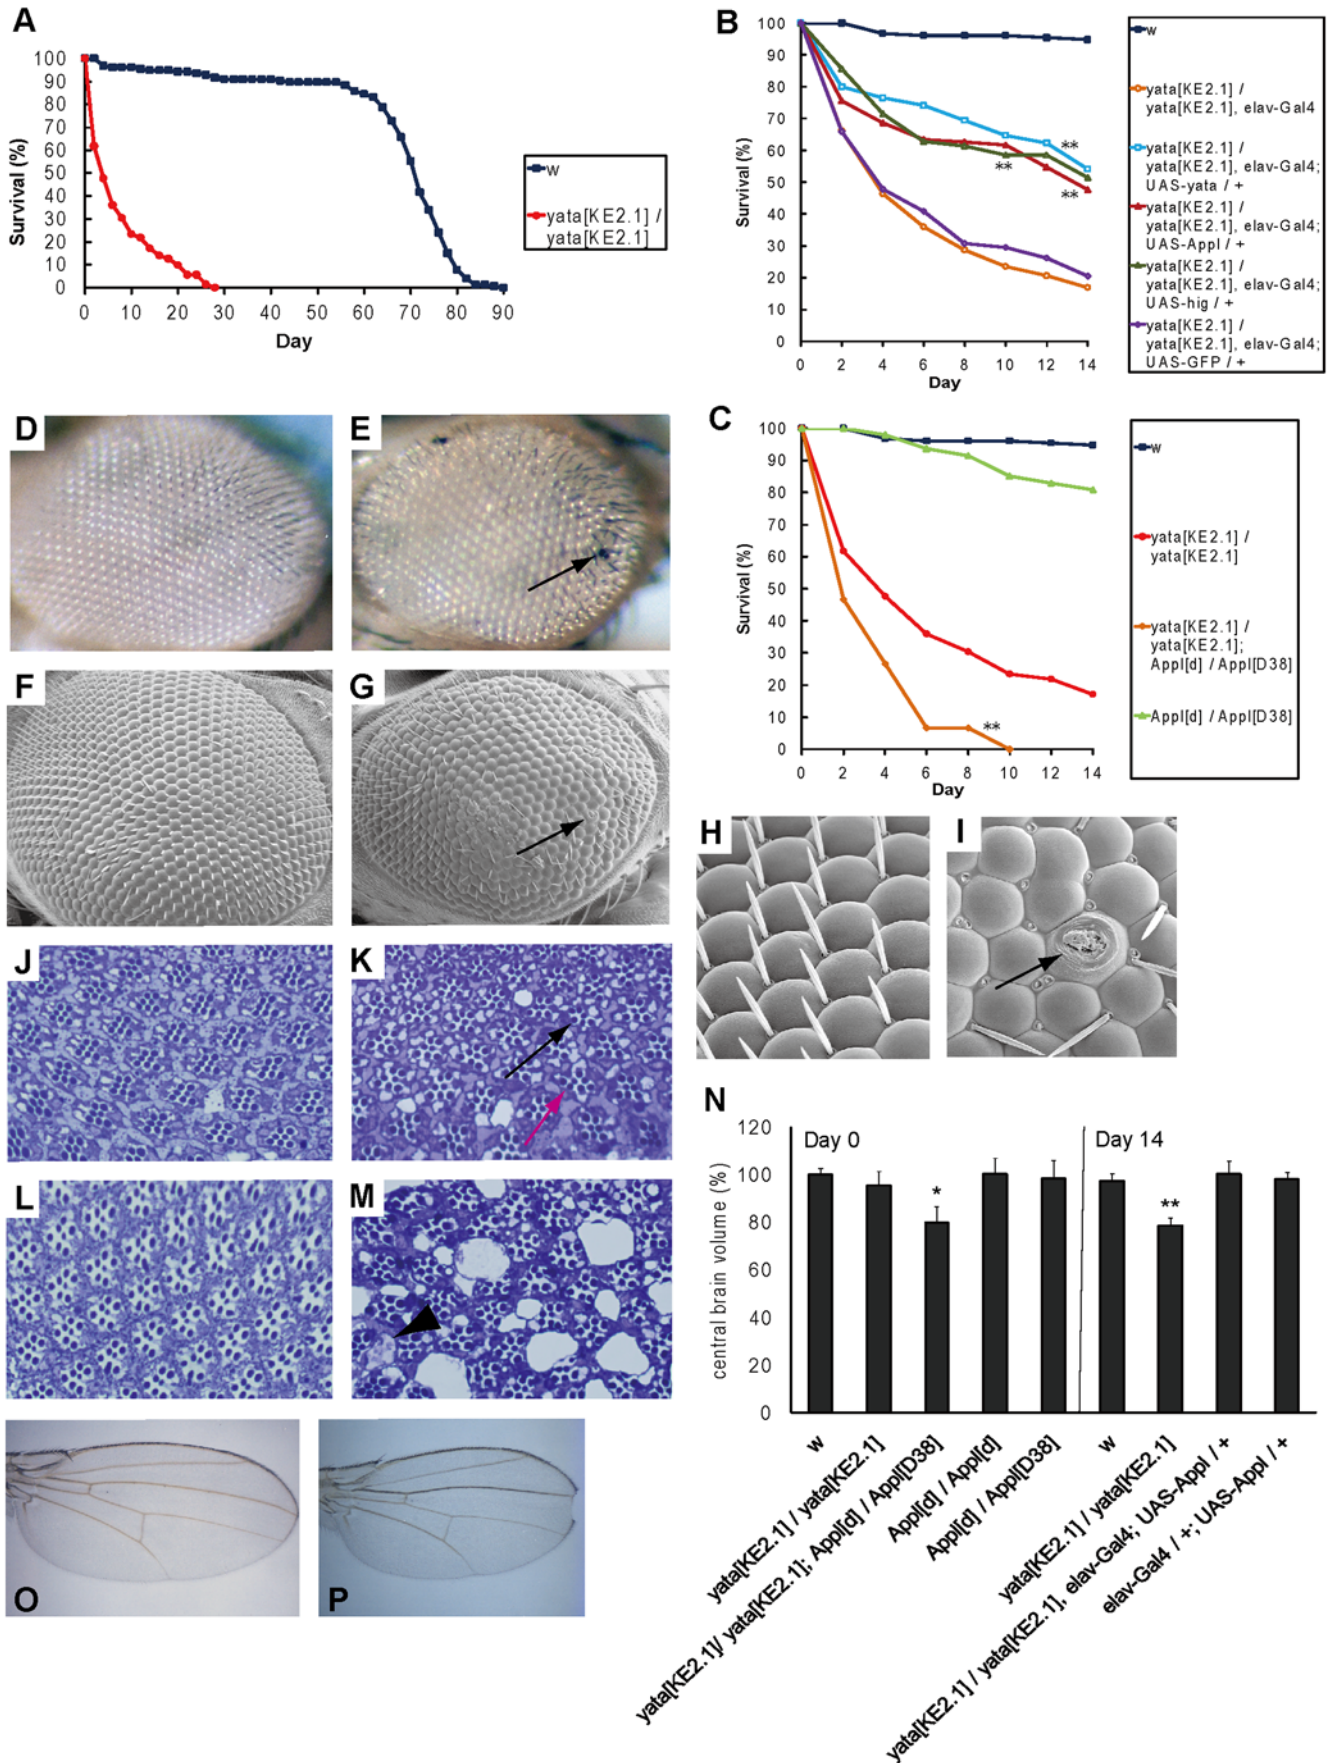 A
100
90
80
70
60
50
40
30
20
10
0
Survival (%)
0 10 20 30 40 50 60 70 80 90
Day
w
yata[KE2.1] /
yata[KE2.1]
B
100
90
80
70
60
50
40
30
20
10
0
Survival (%)
**
**
**
0 2 4 6 8 10 12 14
Day
w
yata[KE2.1] /
yata[KE2.1], elav-Gal4
yata[KE2.1] /
yata[KE2.1], elav-Gal4;
UAS-yata / +
yata[KE2.1] /
yata[KE2.1], elav-Gal4;
UAS-Appl / +
yata[KE2.1] /
yata[KE2.1], elav-Gal4;
UAS-hig / +
yata[KE2.1] /
yata[KE2.1], elav-Gal4;
UAS-GFP / +
C
100
90
80
70
60
50
40
30
20
10
0
Survival (%)
**
0 2 4 6 8 10 12 14
Day
w
yata[KE2.1] /
yata[KE2.1]
yata[KE2.1] /
yata[KE2.1];
Appl[d] / Appl[D38]
Appl[d] / Appl[D38]
D
E
F
G
H
I
J
K
L
M
N
120
100
80
60
40
20
0
central brain volume (%)
Day 0
Day 14
*
**
w
yata[KE2.1] / yata[KE2.1]
yata[KE2.1]/ yata[KE2.1]; Appl[d] / Appl[D38]
Appl[d] / Appl[d]
Appl[d] / Appl[D38]
w
yata[KE2.1] / yata[KE2.1]
yata[KE2.1] / yata[KE2.1], elav-Gal4; UAS-Appl / +
elav-Gal4 / +; UAS-Appl / +
O
P